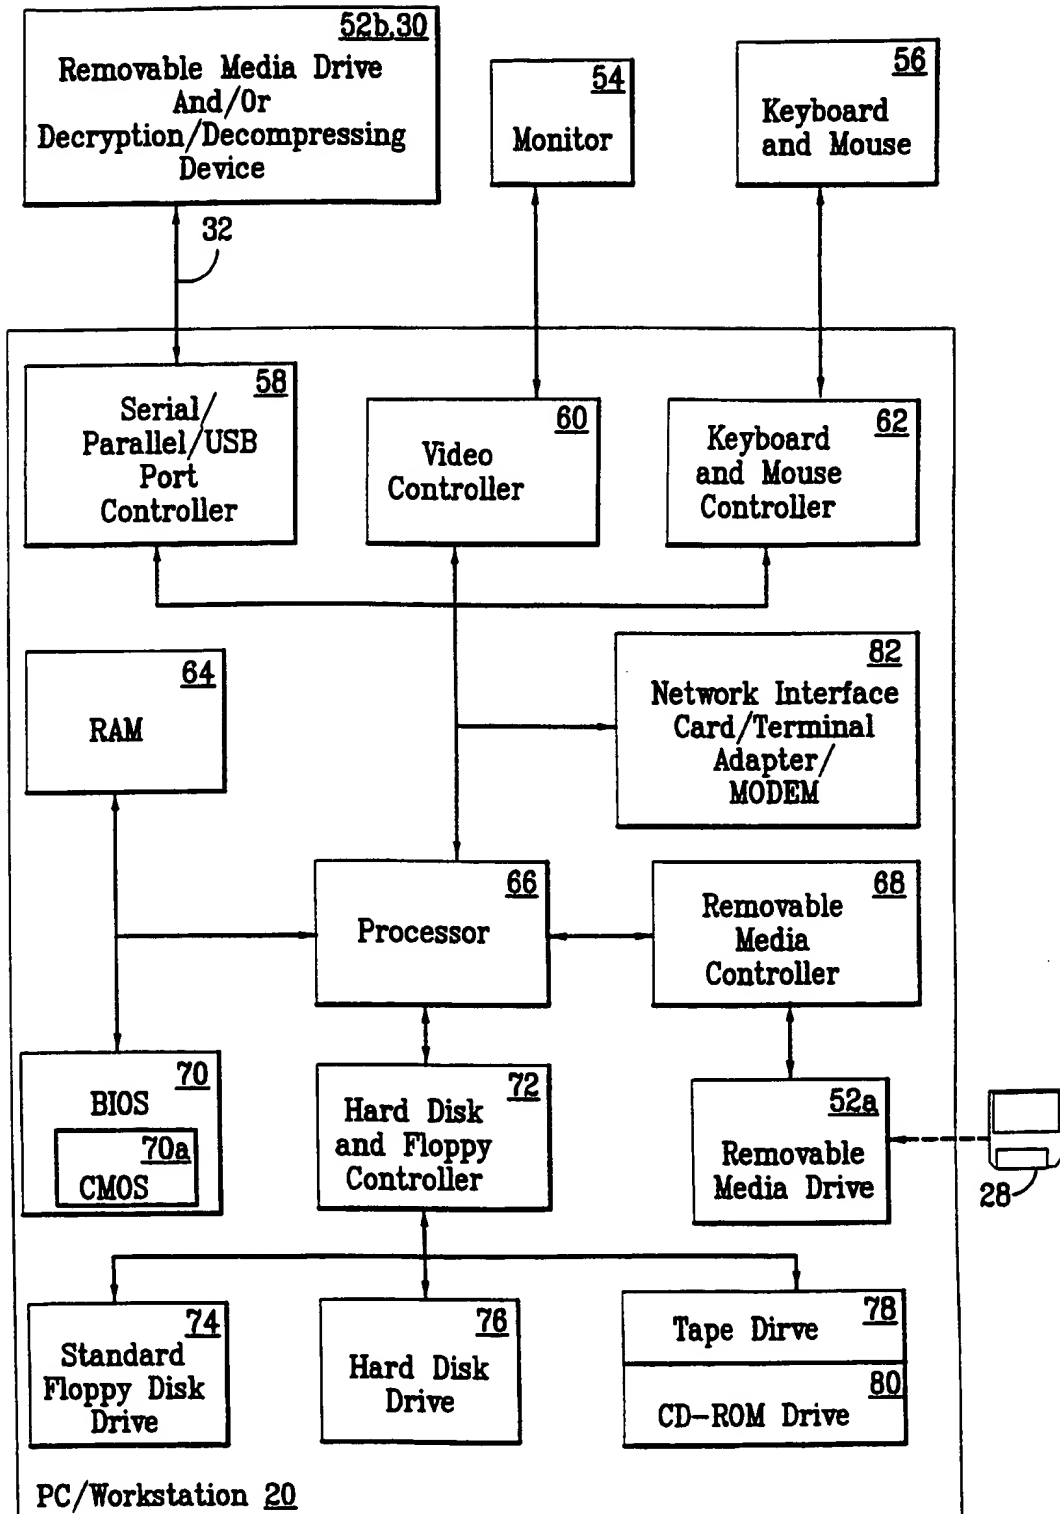 52b,30
Removable Media Drive
And/Or
Decryption/Decompressing
Device
54
Monitor
56
Keyboard
and Mouse
32
58
Serial/
Parallel/USB
Port
Controller
60
Video
Controller
62
Keyboard
and Mouse
Controller
64
RAM
82
Network Interface
Card/Terminal
Adapter/
MODEM
66
Processor
68
Removable
Media
Controller
70
BIOS
70a
CMOS
72
Hard Disk
and Floppy
Controller
52a
Removable
Media Drive
28
74
Standard
Floppy Disk
Drive
76
Hard Disk
Drive
78
Tape Dirve
80
CD-ROM Drive
PC/Workstation 20